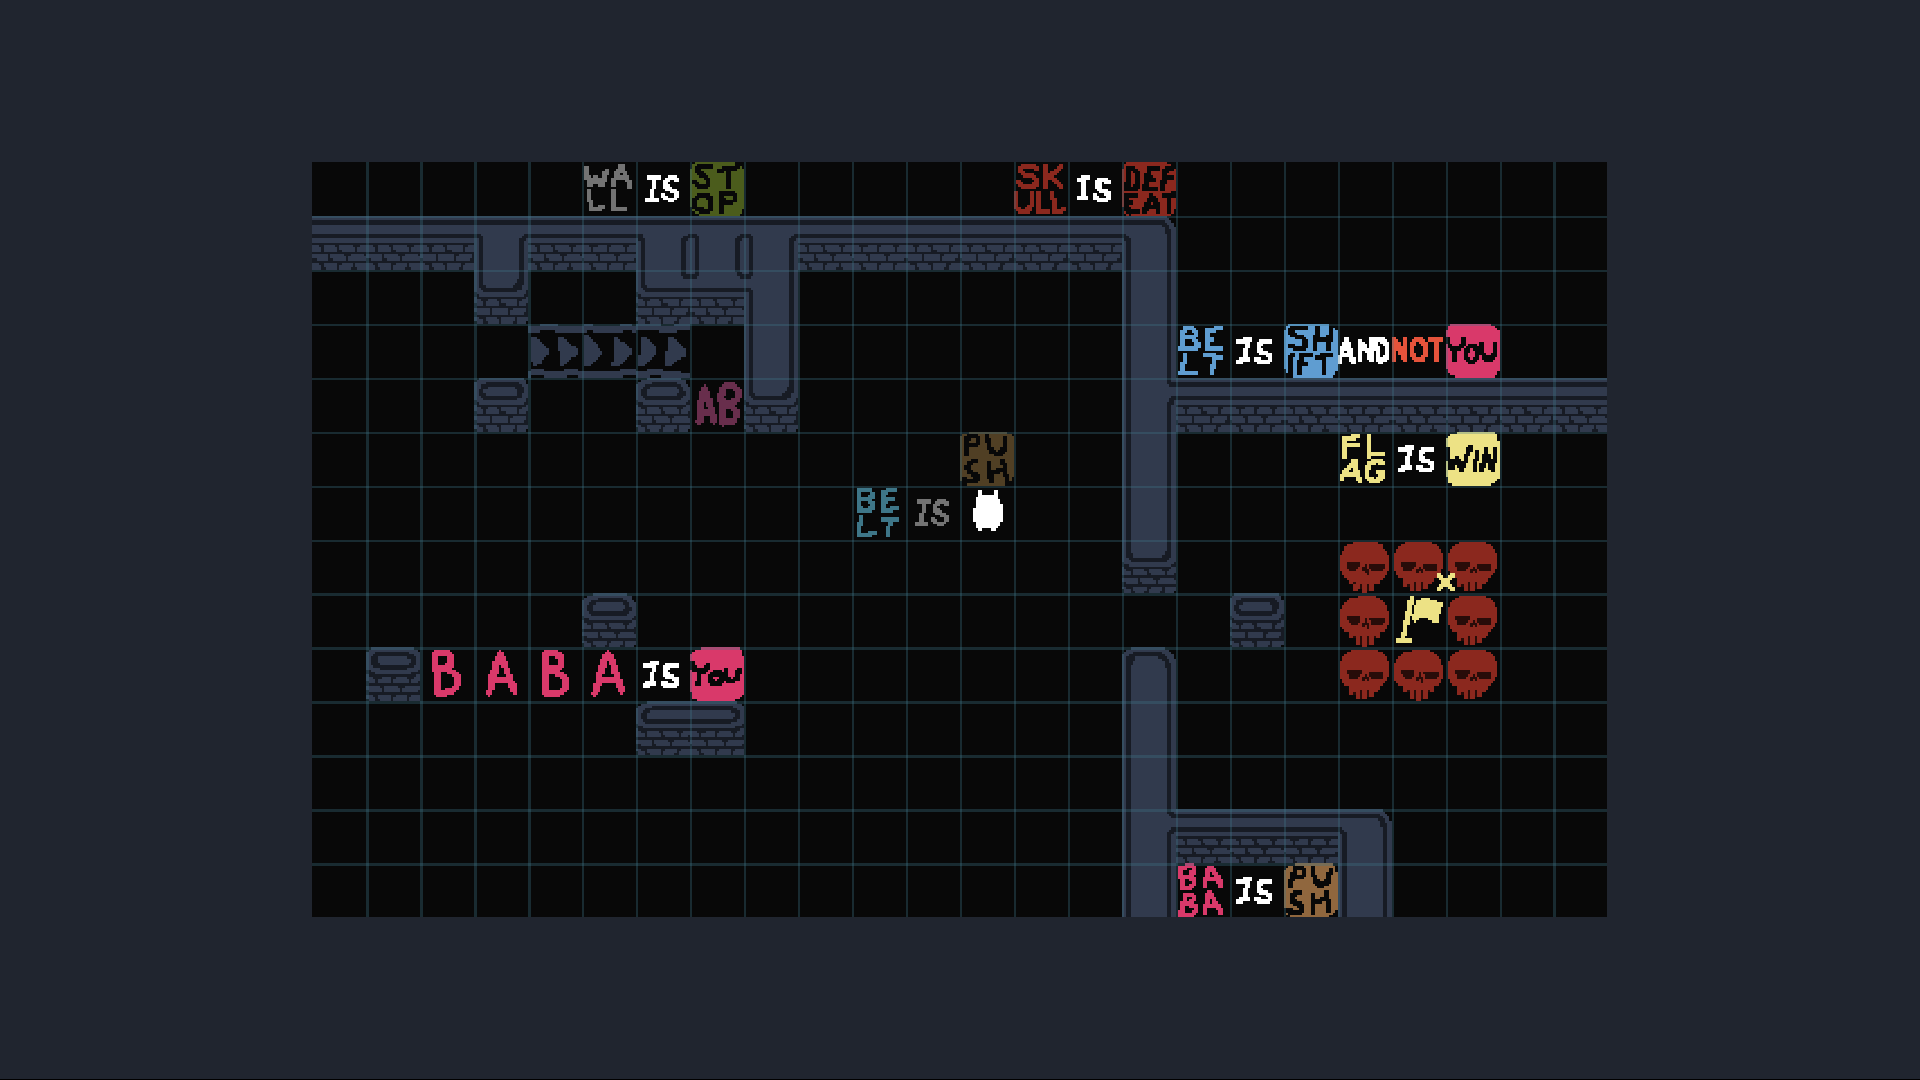 WALL IS STOP
SKULL IS DEFEAT
BELT IS SHIFT AND NOT YOU
AB
PUSH
FLAG IS WIN
BELT IS
B A B A IS YOU
BABA IS PUSH